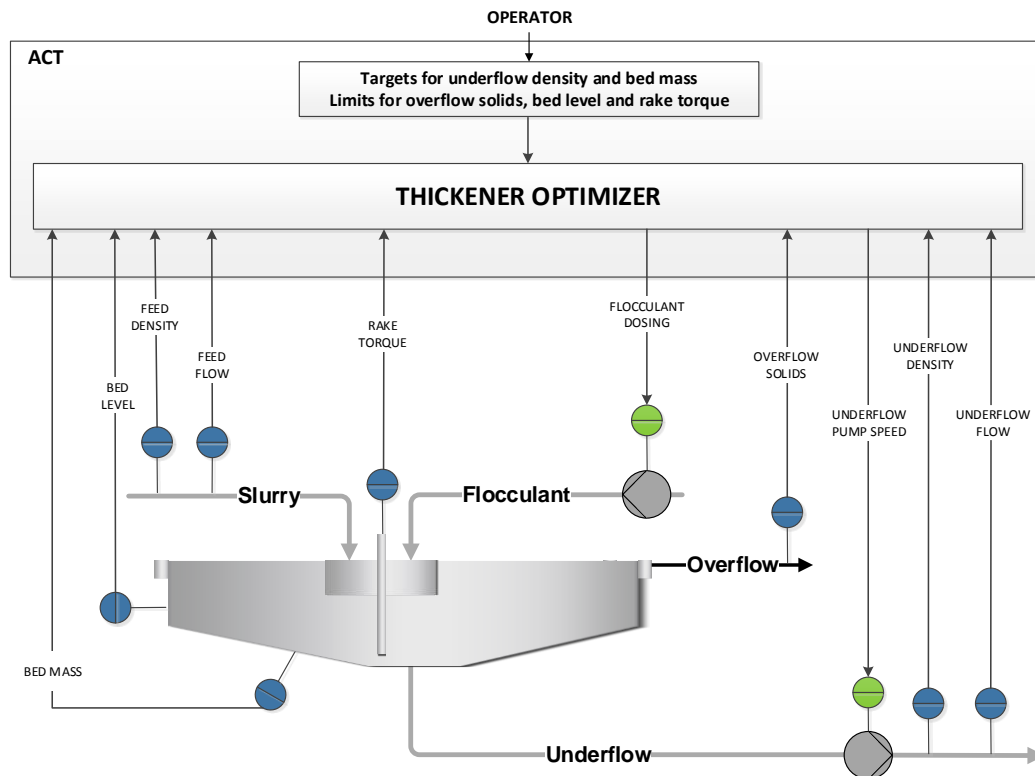 OPERATOR
ACT
Targets for underflow density and bed mass
Limits for overflow solids, bed level and rake torque
THICKENER OPTIMIZER
FEED
DENSITY
FEED
FLOW
BED
LEVEL
RAKE
TORQUE
FLOCCULANT
DOSING
OVERFLOW
SOLIDS
UNDERFLOW
PUMP SPEED
UNDERFLOW
DENSITY
UNDERFLOW
FLOW
Slurry
Flocculant
Overflow
BED MASS
Underflow